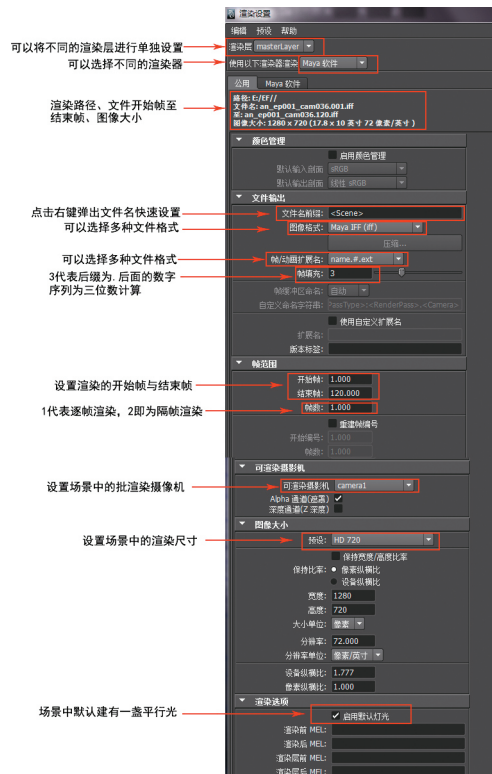 渲染设置
编辑 预设 帮助
可以将不同的渲染层进行单独设置
渲染层 masterLayer
可以选择不同的渲染器
使用以下渲染器渲染 Maya 软件
公用 Maya 软件
渲染路径、文件开始帧至
结束帧、图像大小
路径: E:/EF//
文件名: an_ep001_cam036.001.iff
至: an_ep001_cam036.120.iff
图像大小: 1280 x 720 (17.8 x 10 英寸 72 像素/英寸 )
颜色管理
启用颜色管理
默认输入剖面 sRGB
默认输出剖面 线性 sRGB
文件输出
点击右键弹出文件名快速设置
文件名前缀: <Scene>
可以选择多种文件格式
图像格式: Maya IFF (iff)
压缩...
可以选择多种文件格式
帧/动画扩展名: name.#.ext
3代表后缀为. 后面的数字
序列为三位数计算
帧填充: 3
帧缓冲区命名: 自动
自定义命名字符串: PassType>:<RenderPass>.<Camera>
使用自定义扩展名
扩展名:
版本标签:
帧范围
设置渲染的开始帧与结束帧
开始帧: 1.000
结束帧: 120.000
1代表逐帧渲染，2即为隔帧渲染
帧数: 1.000
重建帧编号
开始编号: 1.000
帧数: 1.000
可渲染摄影机
设置场景中的批渲染摄像机
可渲染摄影机 camera1
Alpha 通道(遮罩)
深度通道(Z 深度)
图像大小
设置场景中的渲染尺寸
预设: HD 720
保持宽度/高度比率
保持比率: 像素纵横比
设备纵横比
宽度: 1280
高度: 720
大小单位: 像素
分辨率: 72.000
分辨率单位: 像素/英寸
设备纵横比: 1.777
像素纵横比: 1.000
渲染选项
场景中默认建有一盏平行光
启用默认灯光
渲染前 MEL:
渲染后 MEL:
渲染层前 MEL:
渲染层后 MEL: